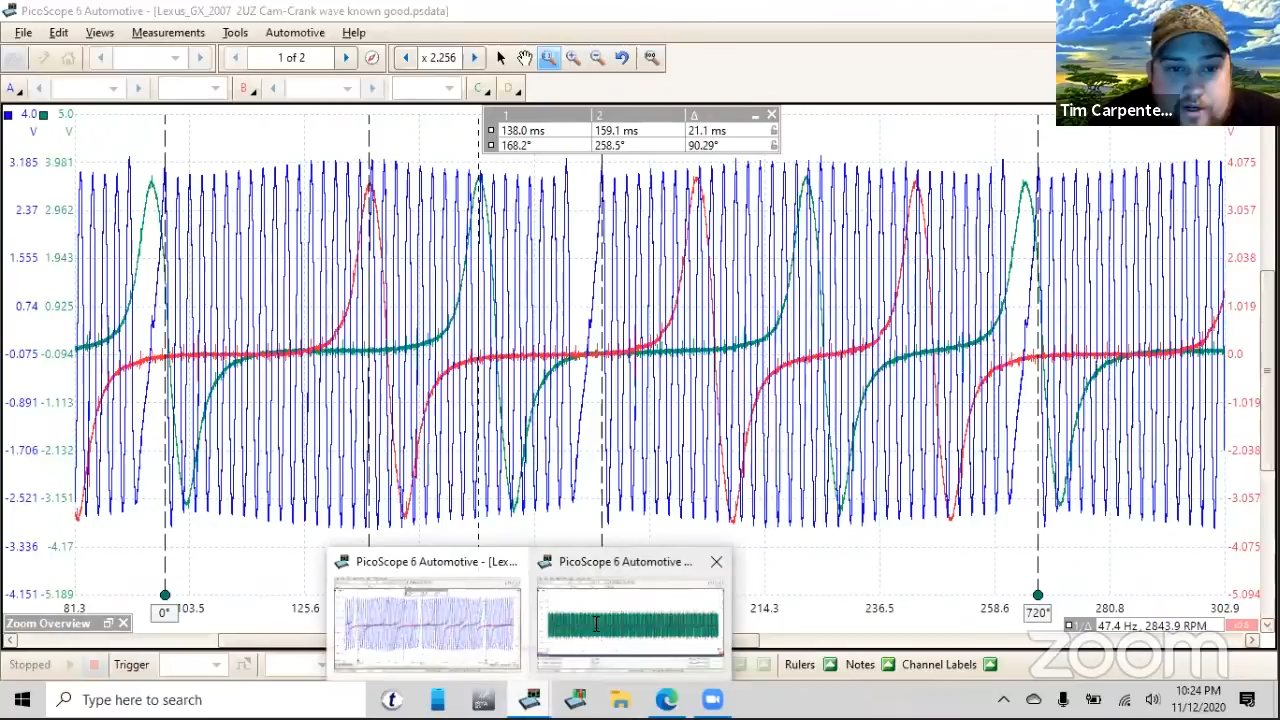 PicoScope 6 Automotive - [Lexus_GX_2007 2UZ Cam-Crank wave known good.psdata]
File Edit Views Measurements Tools Automotive Help
1 of 2 x 2.256
A B C D
Tim Carpente...
4.0 5.0
V V V
1 2 Δ
138.0 ms 159.1 ms 21.1 ms
168.2° 258.5° 90.29°
3.185 3.981 4.075
2.37 2.962 3.057
1.555 1.943 2.038
0.74 0.925 1.019
-0.075 -0.094 0.0
-0.891 -1.113 -1.019
-1.706 -2.132 -2.038
-2.521 -3.151 -3.057
-3.336 -4.17 -4.075
-4.151 -5.189 -5.094
PicoScope 6 Automotive - [Lex...
PicoScope 6 Automotive ...
81.3 103.5 125.6 214.3 236.5 258.6 280.8 302.9
0° 720°
Zoom Overview
1/Δ 47.4 Hz, 2843.9 RPM
x0.8
Stopped Trigger Rulers Notes Channel Labels
zoom
Type here to search
10:24 PM
11/12/2020